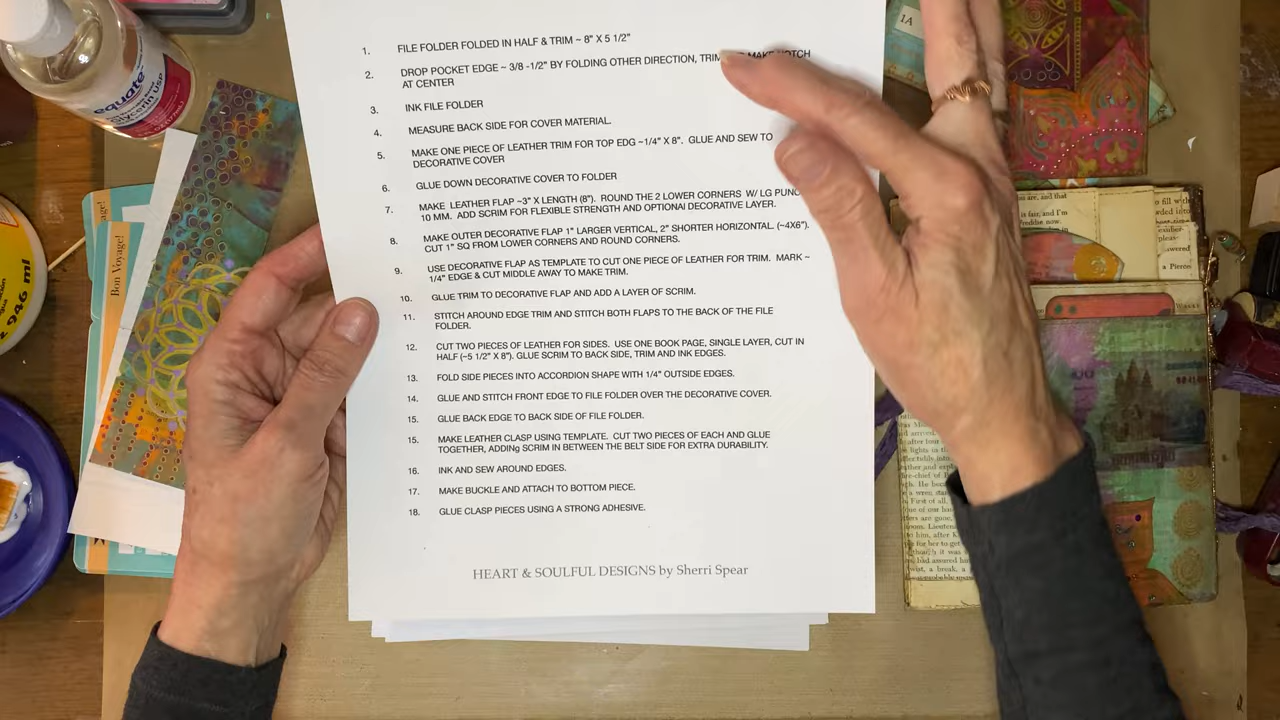 1. FILE FOLDER FOLDED IN HALF & TRIM ~ 8" X 5 1/2"
2. DROP POCKET EDGE ~ 3/8 -1/2" BY FOLDING OTHER DIRECTION, TRIM MAKE NOTCH
AT CENTER
3. INK FILE FOLDER
4. MEASURE BACK SIDE FOR COVER MATERIAL.
5. MAKE ONE PIECE OF LEATHER TRIM FOR TOP EDG ~1/4" X 8". GLUE AND SEW TO
DECORATIVE COVER
6. GLUE DOWN DECORATIVE COVER TO FOLDER
7. MAKE LEATHER FLAP ~3" X LENGTH (8"). ROUND THE 2 LOWER CORNERS W/ LG PUNC
10 MM. ADD SCRIM FOR FLEXIBLE STRENGTH AND OPTIONAl DECORATIVE LAYER.
8. MAKE OUTER DECORATIVE FLAP 1" LARGER VERTICAL, 2" SHORTER HORIZONTAL. (~4X6").
CUT 1" SQ FROM LOWER CORNERS AND ROUND CORNERS.
9. USE DECORATIVE FLAP AS TEMPLATE TO CUT ONE PIECE OF LEATHER FOR TRIM. MARK ~
1/4" EDGE & CUT MIDDLE AWAY TO MAKE TRIM.
10. GLUE TRIM TO DECORATIVE FLAP AND ADD A LAYER OF SCRIM.
11. STITCH AROUND EDGE TRIM AND STITCH BOTH FLAPS TO THE BACK OF THE FILE
FOLDER.
12. CUT TWO PIECES OF LEATHER FOR SIDES. USE ONE BOOK PAGE, SINGLE LAYER, CUT IN
HALF (~5 1/2" X 8"). GLUE SCRIM TO BACK SIDE, TRIM AND INK EDGES.
13. FOLD SIDE PIECES INTO ACCORDION SHAPE WITH 1/4" OUTSIDE EDGES.
14. GLUE AND STITCH FRONT EDGE TO FILE FOLDER OVER THE DECORATIVE COVER.
15. GLUE BACK EDGE TO BACK SIDE OF FILE FOLDER.
15. MAKE LEATHER CLASP USING TEMPLATE. CUT TWO PIECES OF EACH AND GLUE
TOGETHER, ADDINg SCRIM IN BETWEEN THE BELT SIDE FOR EXTRA DURABILITY.
16. INK AND SEW AROUND EDGES.
17. MAKE BUCKLE AND ATTACH TO BOTTOM PIECE.
18. GLUE CLASP PIECES USING A STRONG ADHESIVE.
HEART & SOULFUL DESIGNS by Sherri Spear
equate
glycerin USP
946 ml
Bon Voyage!
1A